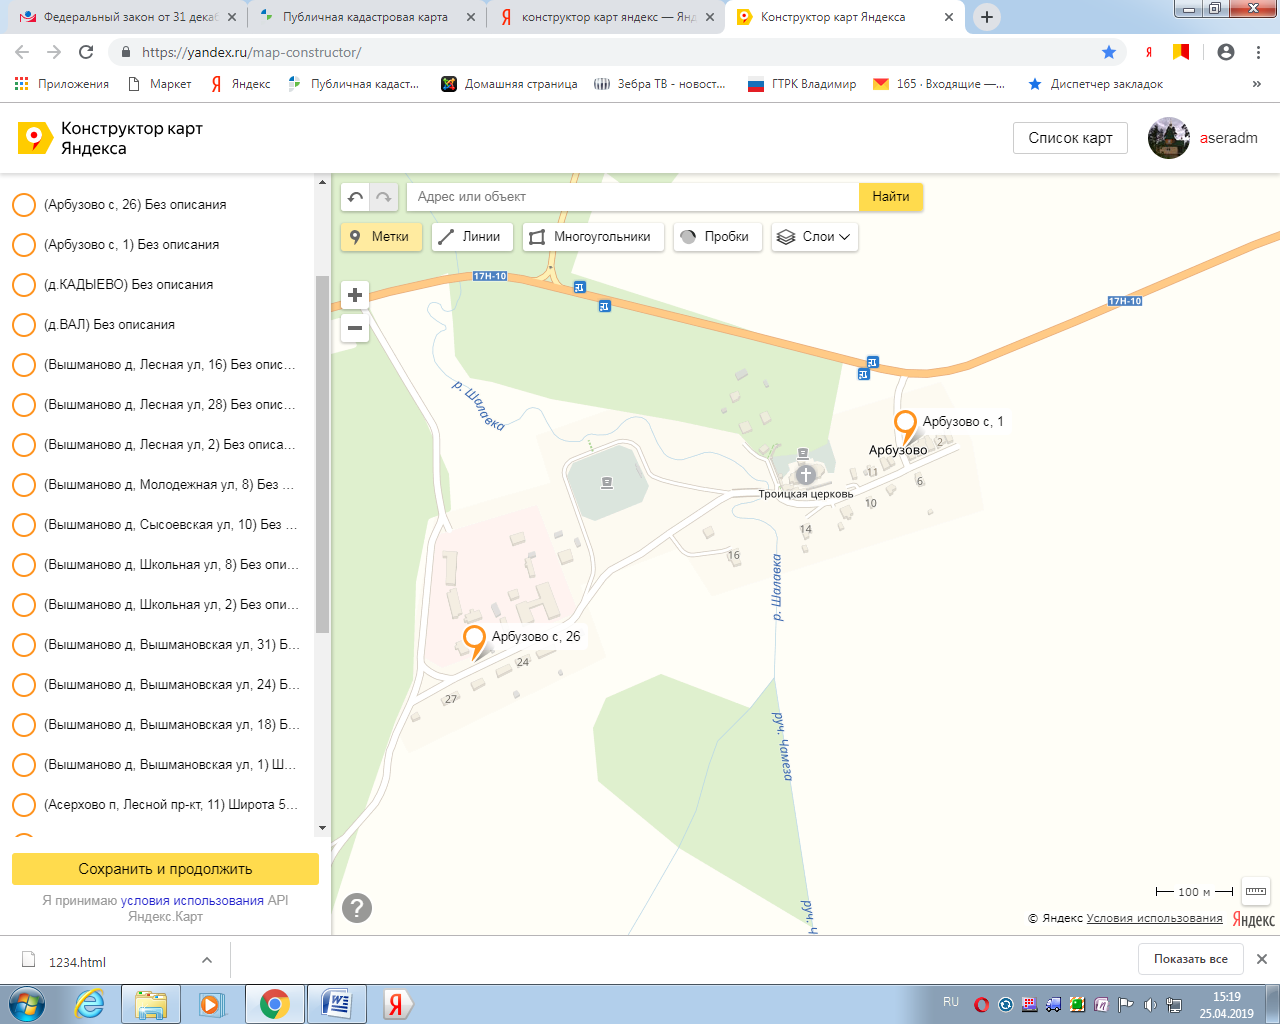 Федеральный закон от 31 дека
Публичная кадастровая карта
конструктор карт яндекс — Янд
Конструктор карт Яндекса
https://yandex.ru/map-constructor/
Приложения
Маркет
Яндекс
Публичная кадаст...
Домашняя страница
Зебра ТВ - новост...
ГТРК Владимир
165 · Входящие —...
Диспетчер закладок
»
Конструктор карт
Яндекса
Список карт
aseradm
(Арбузово с, 26) Без описания
(Арбузово с, 1) Без описания
(д.КАДЫЕВО) Без описания
(д.ВАЛ) Без описания
(Вышманово д, Лесная ул, 16) Без опис...
(Вышманово д, Лесная ул, 28) Без опис...
(Вышманово д, Лесная ул, 2) Без описа...
(Вышманово д, Молодежная ул, 8) Без ...
(Вышманово д, Сысоевская ул, 10) Без ...
(Вышманово д, Школьная ул, 8) Без опи...
(Вышманово д, Школьная ул, 2) Без опи...
(Вышманово д, Вышмановская ул, 31) Б...
(Вышманово д, Вышмановская ул, 24) Б...
(Вышманово д, Вышмановская ул, 18) Б...
(Вышманово д, Вышмановская ул, 1) Ш...
(Асерхово п, Лесной пр-кт, 11) Широта 5...
Сохранить и продолжить
Я принимаю условия использования API
Яндекс.Карт
Адрес или объект
Найти
Метки
Линии
Многоугольники
Пробки
Слои
17Н-10
17Н-10
р. Шалавка
Арбузово с, 1
Арбузово
2
11
6
10
Троицкая церковь
14
16
р. Шалавка
Арбузово с, 26
24
27
руч. Чамеза
руч. Ч
100 м
© Яндекс Условия использования
Яндекс
?
1234.html
Показать все
RU
15:19
25.04.2019